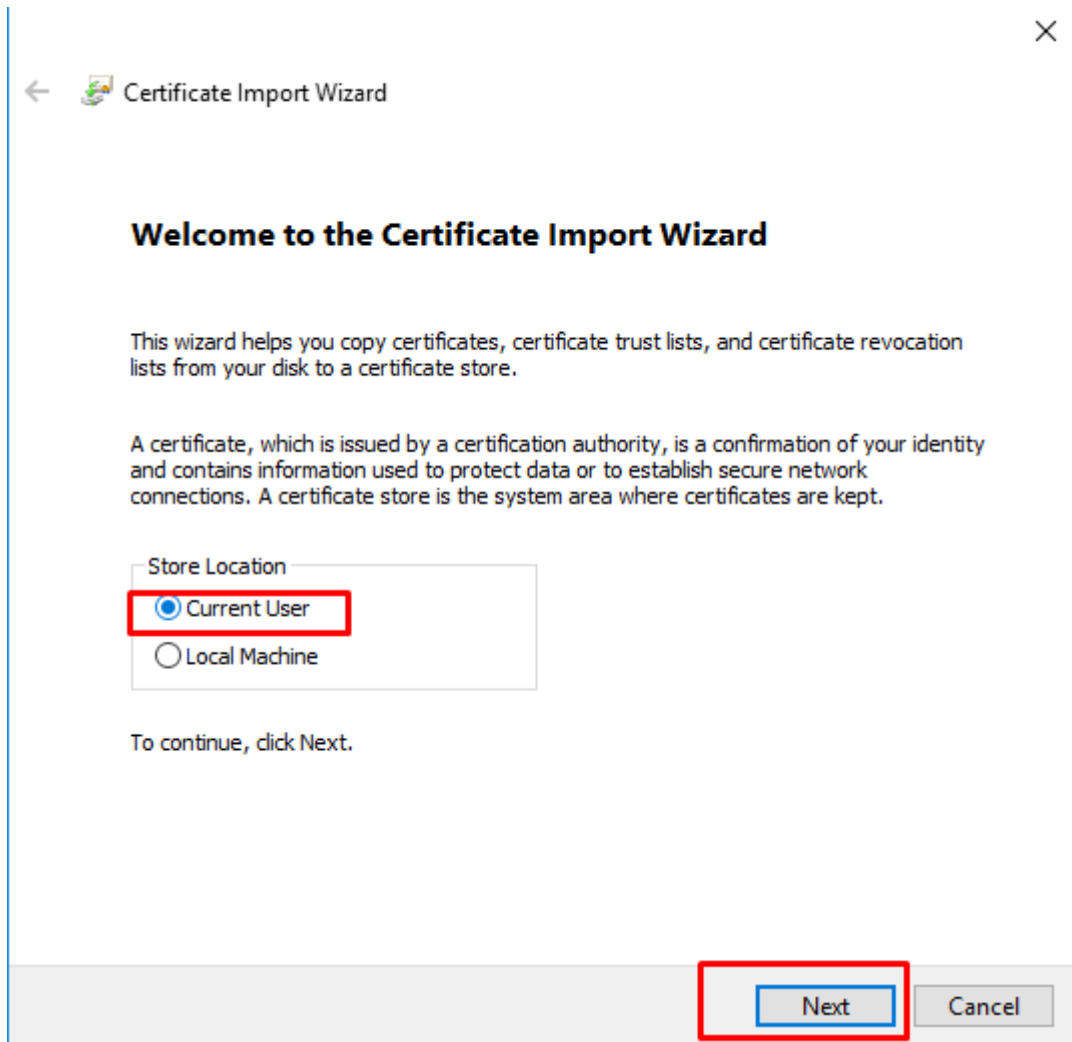 Certificate Import Wizard
Welcome to the Certificate Import Wizard
This wizard helps you copy certificates, certificate trust lists, and certificate revocation
lists from your disk to a certificate store.
A certificate, which is issued by a certification authority, is a confirmation of your identity
and contains information used to protect data or to establish secure network
connections. A certificate store is the system area where certificates are kept.
Store Location
Current User
Local Machine
To continue, click Next.
Next
Cancel